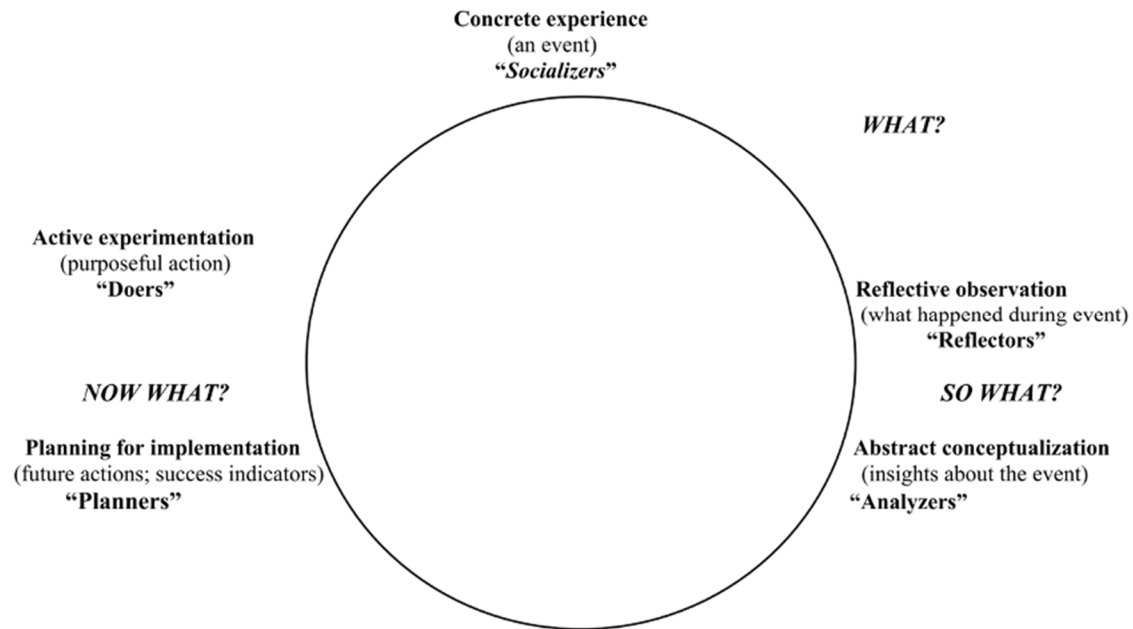 Concrete experience
(an event)
“Socializers”
WHAT?
Active experimentation
(purposeful action)
“Doers”
Reflective observation
(what happened during event)
“Reflectors”
NOW WHAT?
SO WHAT?
Planning for implementation
(future actions; success indicators)
“Planners”
Abstract conceptualization
(insights about the event)
“Analyzers”